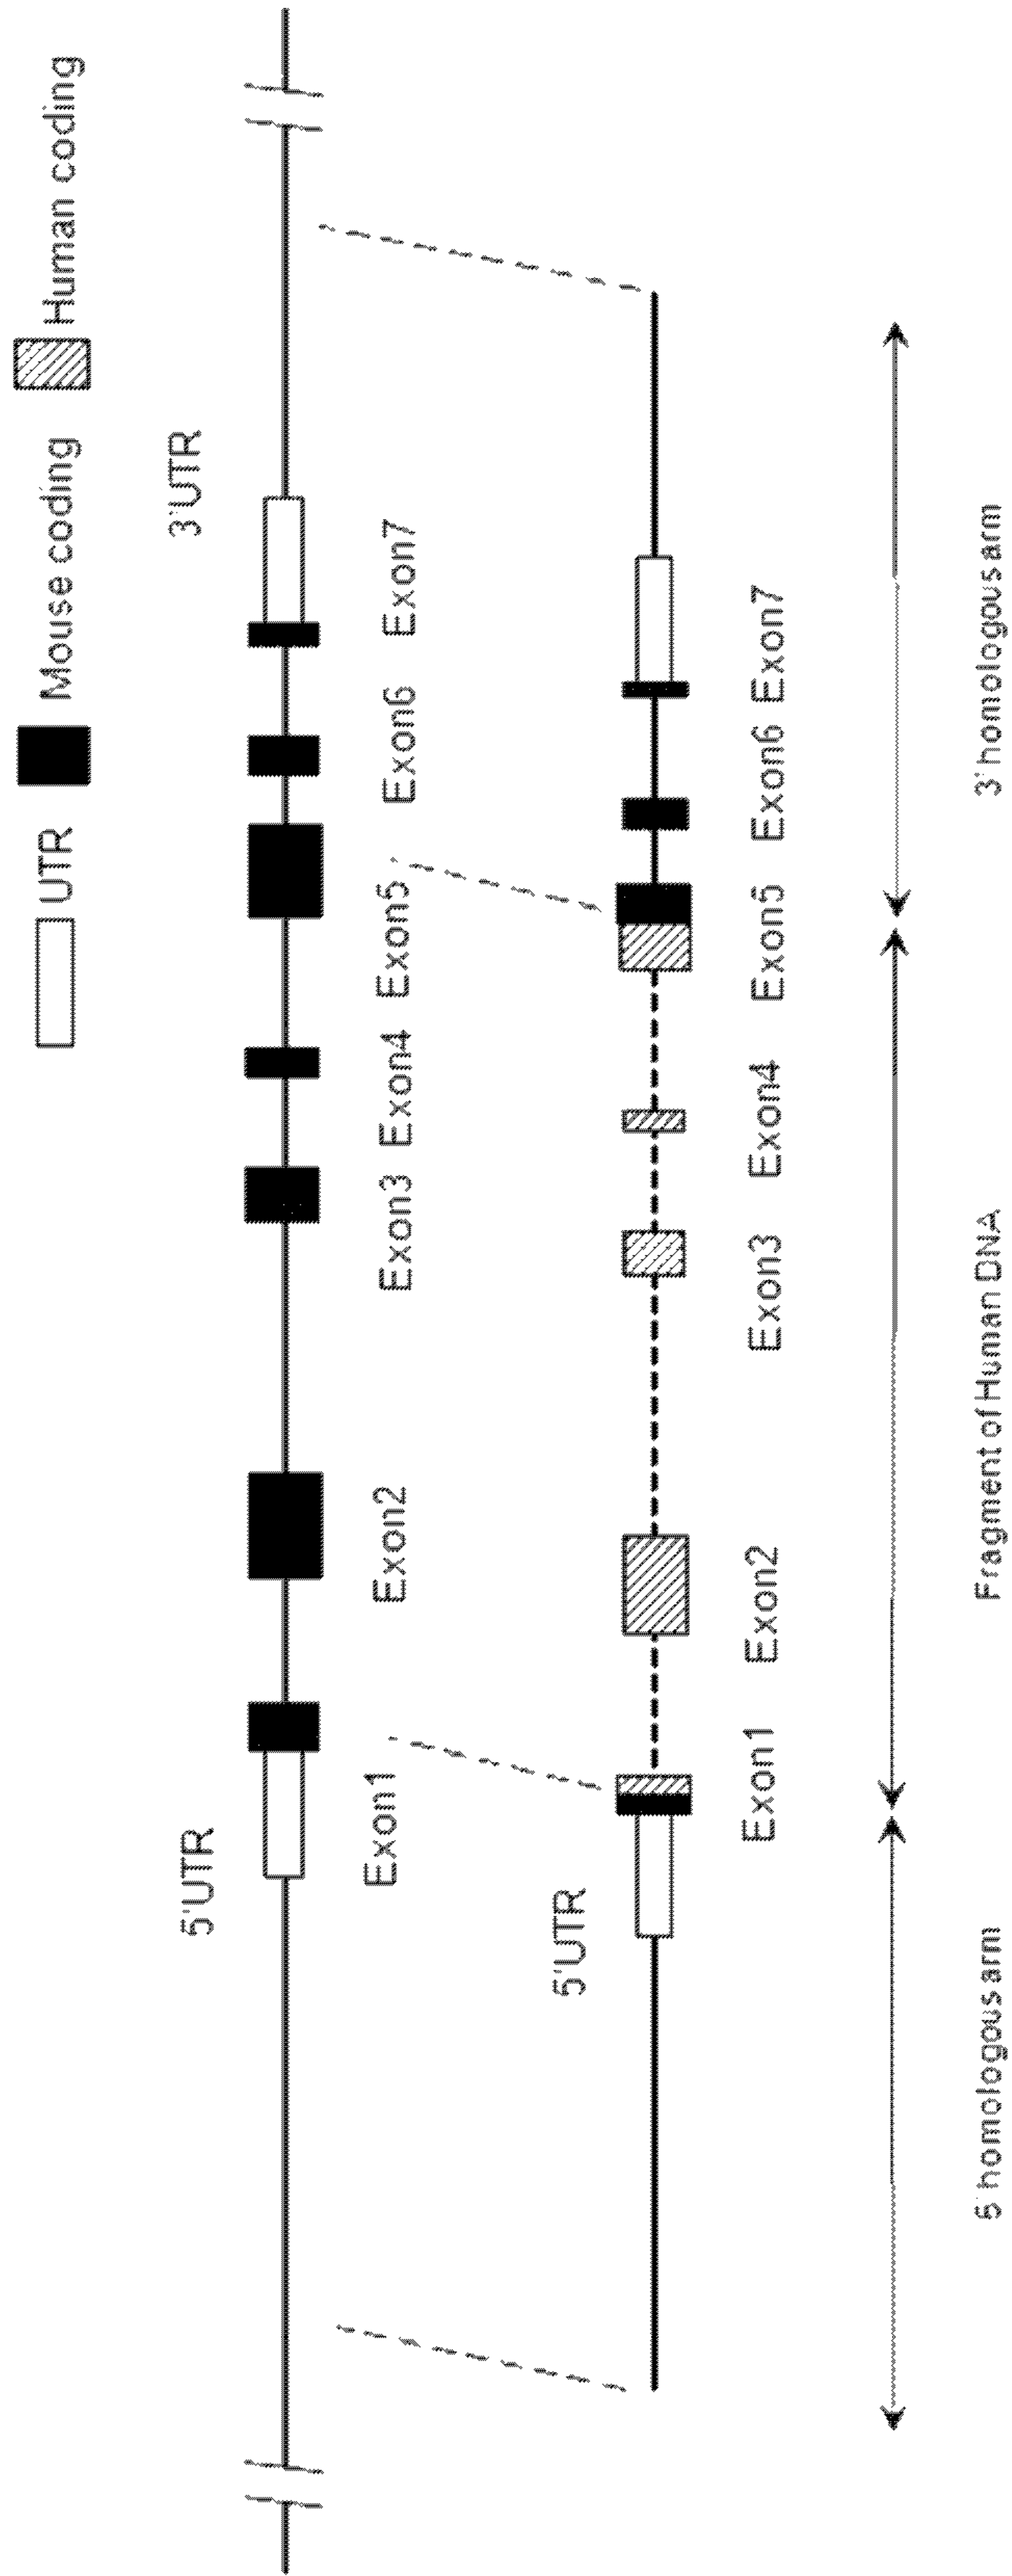 UTR Mouse coding Human coding
5'UTR 3'UTR
Exon1 Exon2 Exon3 Exon4 Exon5 Exon6 Exon7
5'UTR
Exon1 Exon2 Exon3 Exon4 Exon5 Exon6 Exon7
5' homologous arm Fragment of Human DNA 3' homologous arm